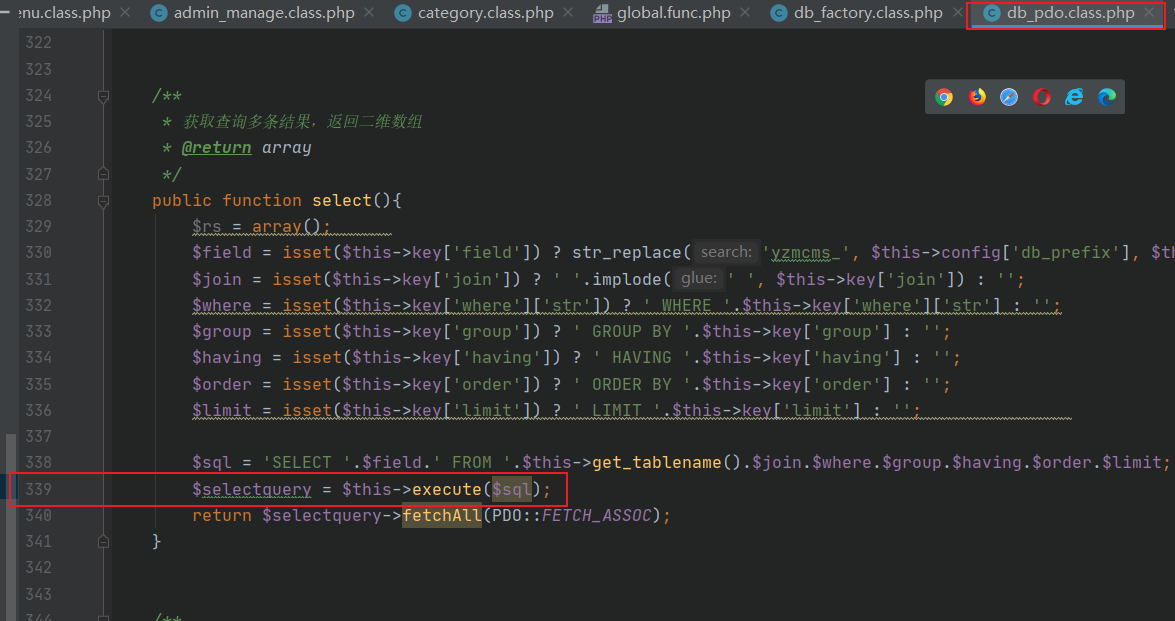 enu.class.php × admin_manage.class.php × category.class.php × global.func.php × db_factory.class.php × db_pdo.class.php ×
322
323
324 /**
325 * 获取查询多条结果，返回二维数组
326 * @return array
327 */
328 public function select(){
329 $rs = array();
330 $field = isset($this->key['field']) ? str_replace( search: 'yzmcms_', $this->config['db_prefix'], $th
331 $join = isset($this->key['join']) ? ' '.implode( glue: ' ', $this->key['join']) : '';
332 $where = isset($this->key['where']['str']) ? ' WHERE '.$this->key['where']['str'] : '';
333 $group = isset($this->key['group']) ? ' GROUP BY '.$this->key['group'] : '';
334 $having = isset($this->key['having']) ? ' HAVING '.$this->key['having'] : '';
335 $order = isset($this->key['order']) ? ' ORDER BY '.$this->key['order'] : '';
336 $limit = isset($this->key['limit']) ? ' LIMIT '.$this->key['limit'] : '';
337
338 $sql = 'SELECT '.$field.' FROM '.$this->get_tablename().$join.$where.$group.$having.$order.$limit;
339 $selectquery = $this->execute($sql);
340 return $selectquery->fetchAll(PDO::FETCH_ASSOC);
341 }
342
343
344 /**